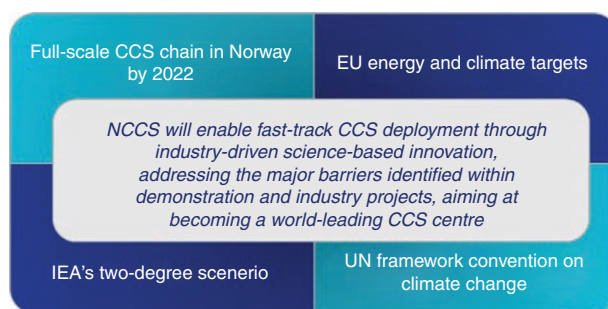 Full-scale CCS chain in Norway
by 2022
EU energy and climate targets
NCCS will enable fast-track CCS deployment through
industry-driven science-based innovation,
addressing the major barriers identified within
demonstration and industry projects, aiming at
becoming a world-leading CCS centre
IEA's two-degree scenerio
UN framework convention on
climate change